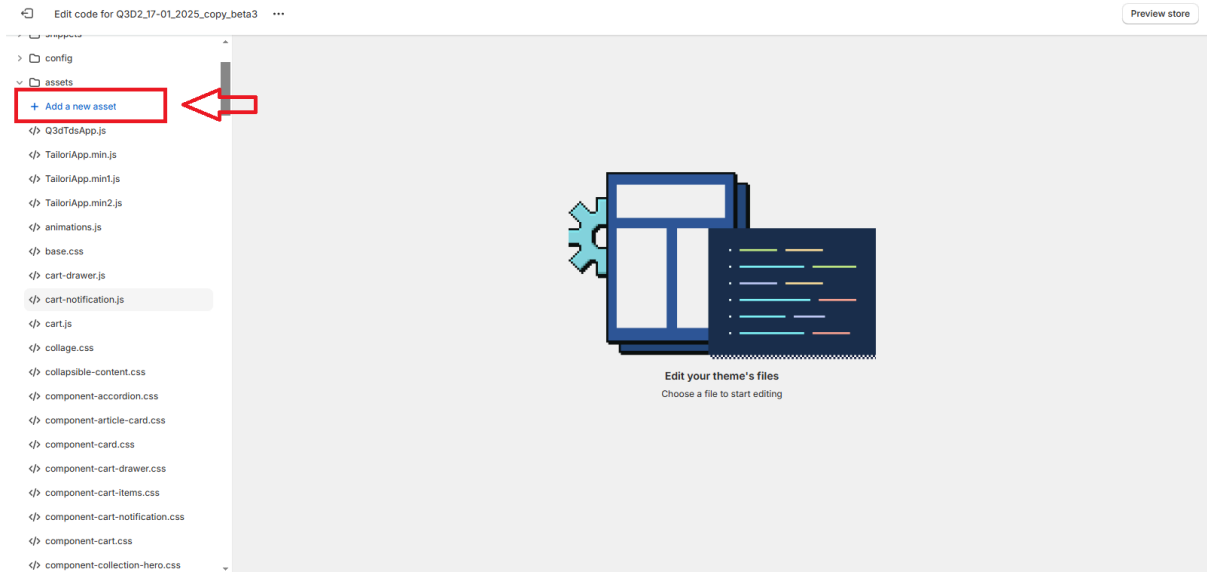 Edit code for Q3D2_17-01_2025_copy_beta3
Preview store
snippets
config
assets
+ Add a new asset
</> Q3dTdsApp.js
</> TailoriApp.min.js
</> TailoriApp.min1.js
</> TailoriApp.min2.js
</> animations.js
</> base.css
</> cart-drawer.js
</> cart-notification.js
</> cart.js
</> collage.css
</> collapsible-content.css
</> component-accordion.css
</> component-article-card.css
</> component-card.css
</> component-cart-drawer.css
</> component-cart-items.css
</> component-cart-notification.css
</> component-cart.css
</> component-collection-hero.css
Edit your theme's files
Choose a file to start editing